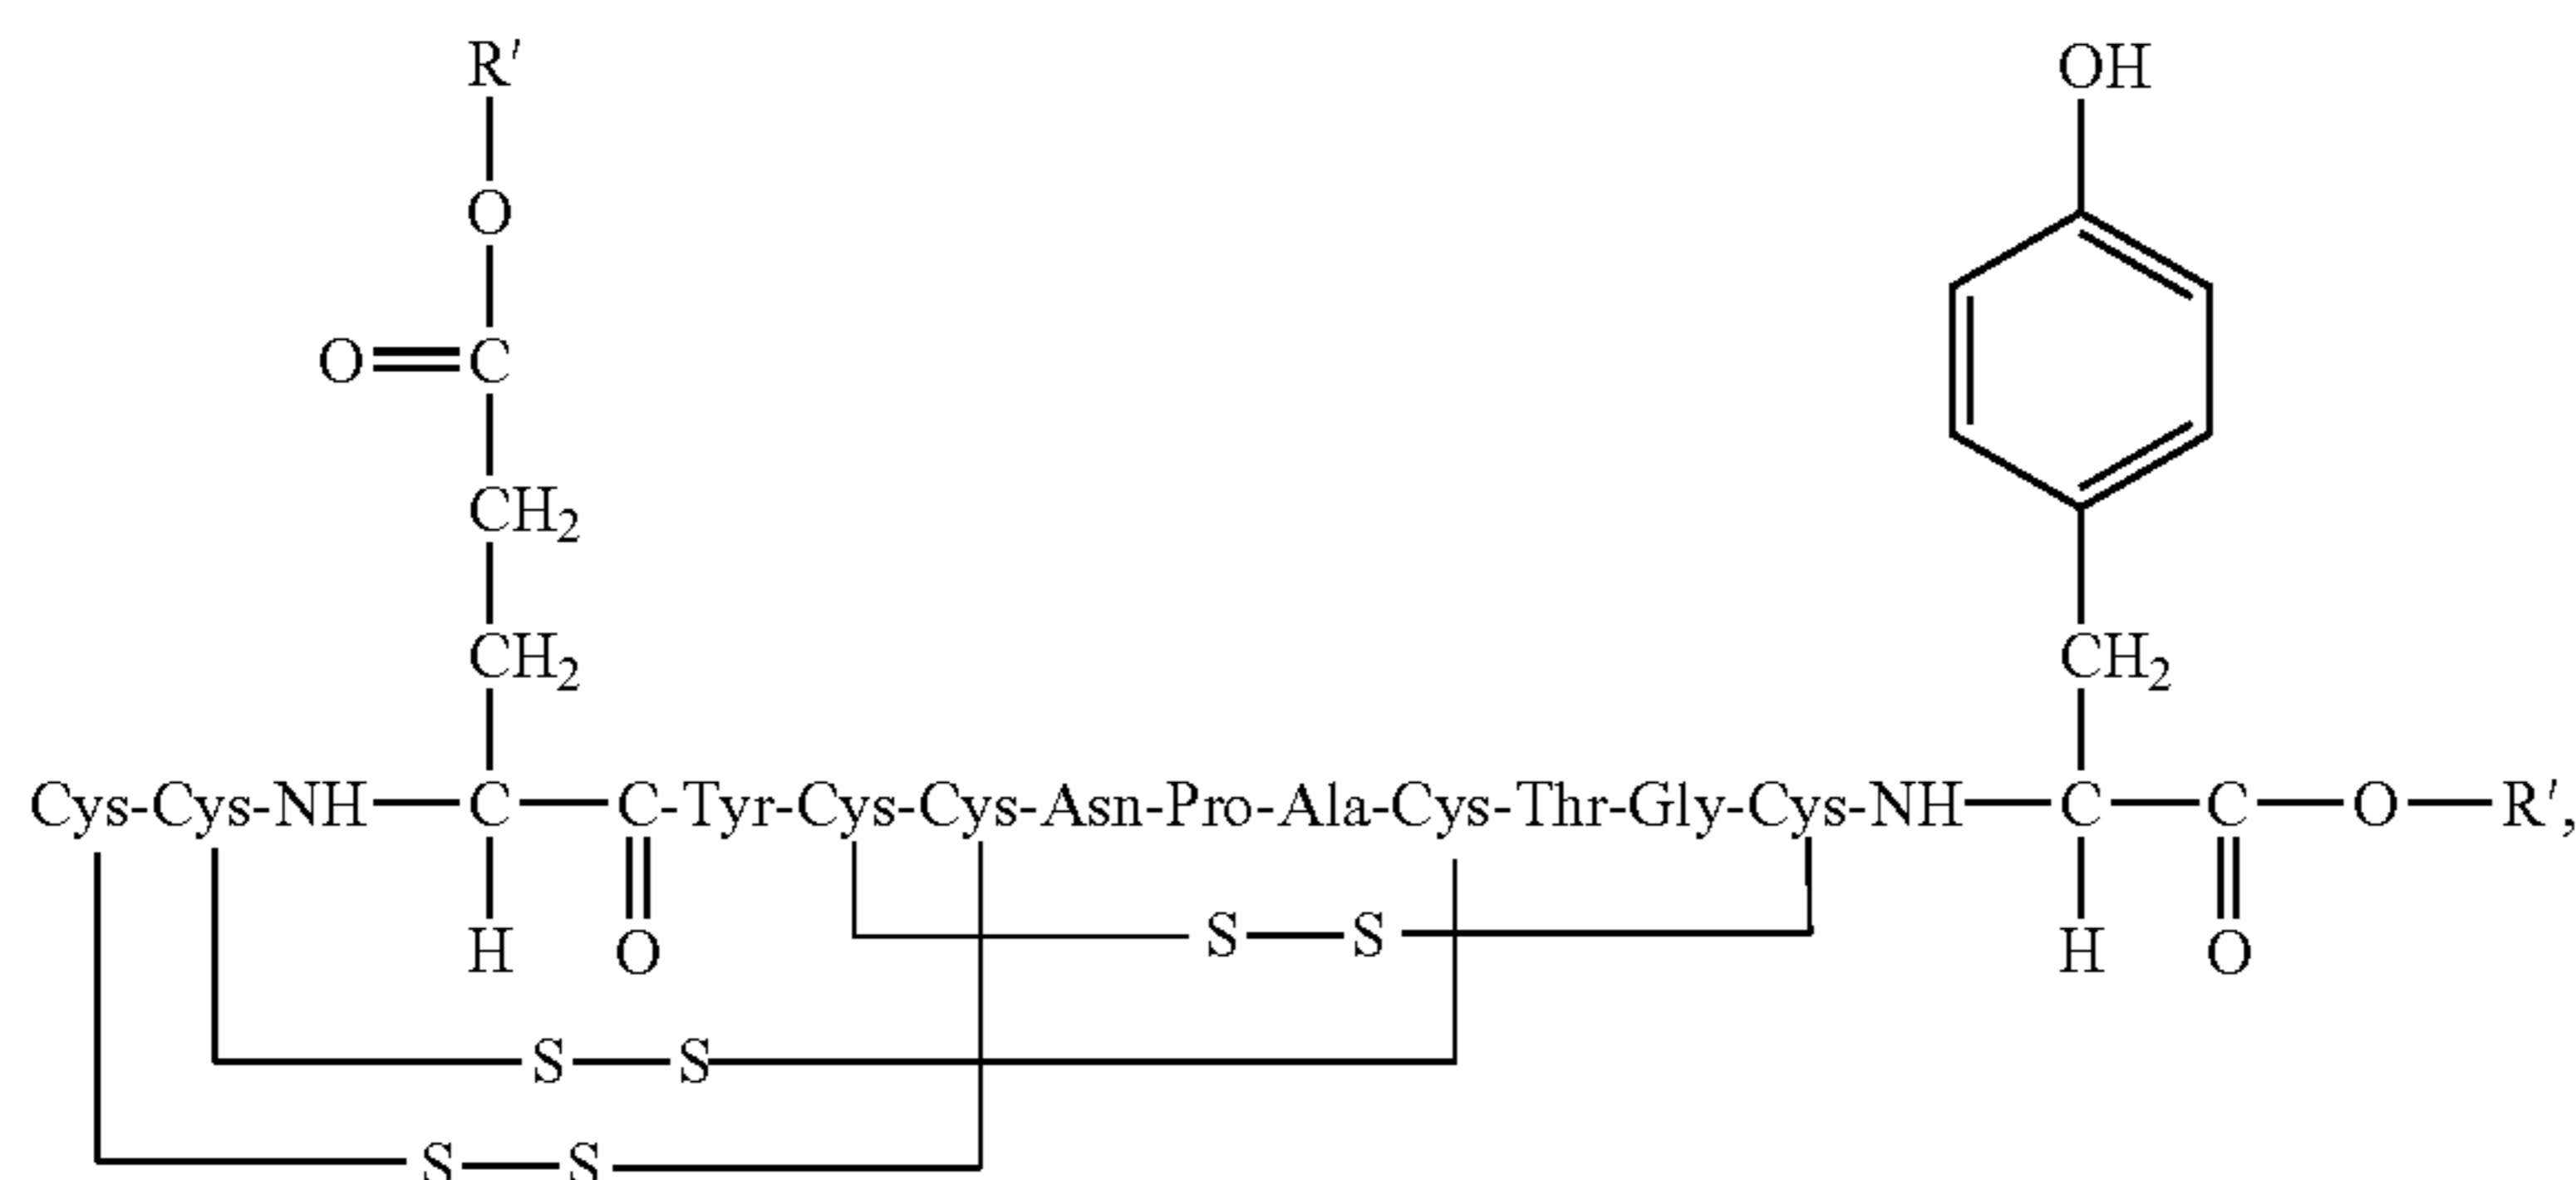 R′ OH
O
O=C
CH₂
CH₂ CH₂
Cys-Cys-NH—C—C-Tyr-Cys-Cys-Asn-Pro-Ala-Cys-Thr-Gly-Cys-NH—C—C—O—R′,
H O S—S H O
S—S
S—S